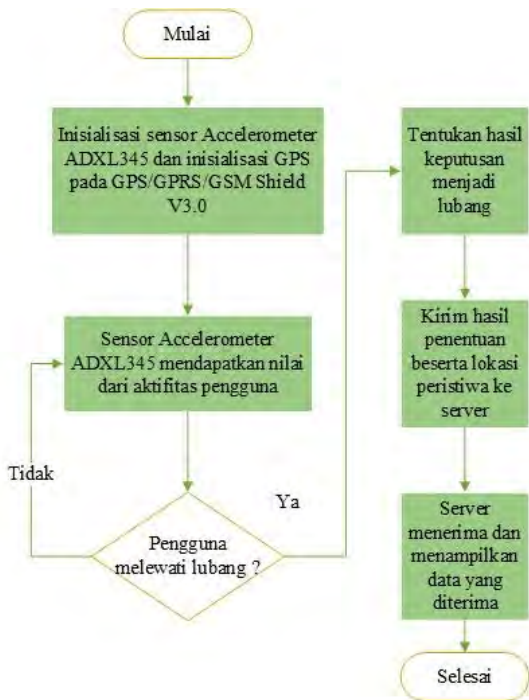 Mulai
Inisialisasi sensor Accelerometer
ADXL345 dan inisialisasi GPS
pada GPS/GPRS/GSM Shield
V3.0
Sensor Accelerometer
ADXL345 mendapatkan nilai
dari aktifitas pengguna
Tidak
Ya
Pengguna
melewati lubang ?
Tentukan hasil
keputusan
menjadi
lubang
Kirim hasil
penentuan
beserta lokasi
peristiwa ke
server
Server
menerima dan
menampilkan
data yang
diterima
Selesai